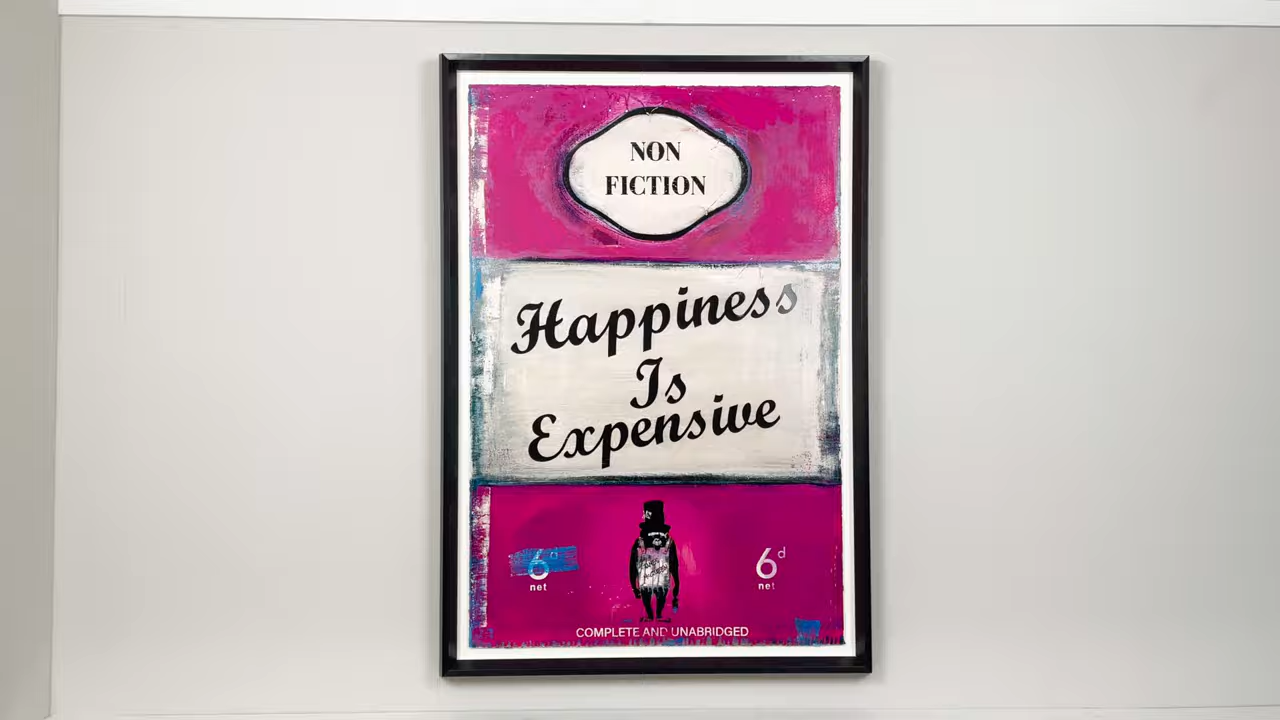 NON
FICTION
Happiness
Is
Expensive
6d 6d
net net
COMPLETE AND UNABRIDGED